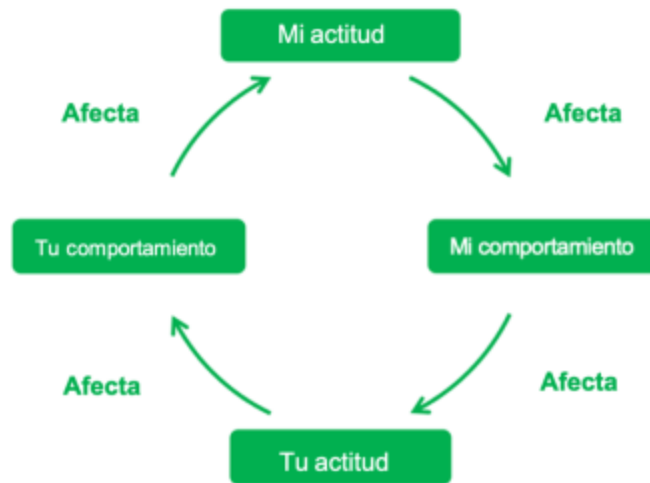 Mi actitud
Afecta
Afecta
Tu comportamiento
Mi comportamiento
Afecta
Afecta
Tu actitud